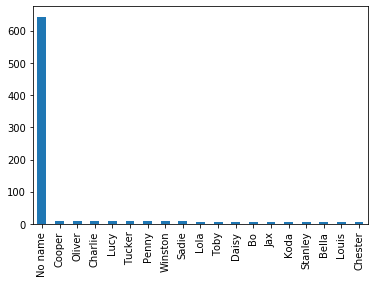 600
500
400
300
200
100
0
No name
Cooper
Oliver
Charlie
Lucy
Tucker
Penny
Winston
Sadie
Lola
Toby
Daisy
Bo
Jax
Koda
Stanley
Bella
Louis
Chester